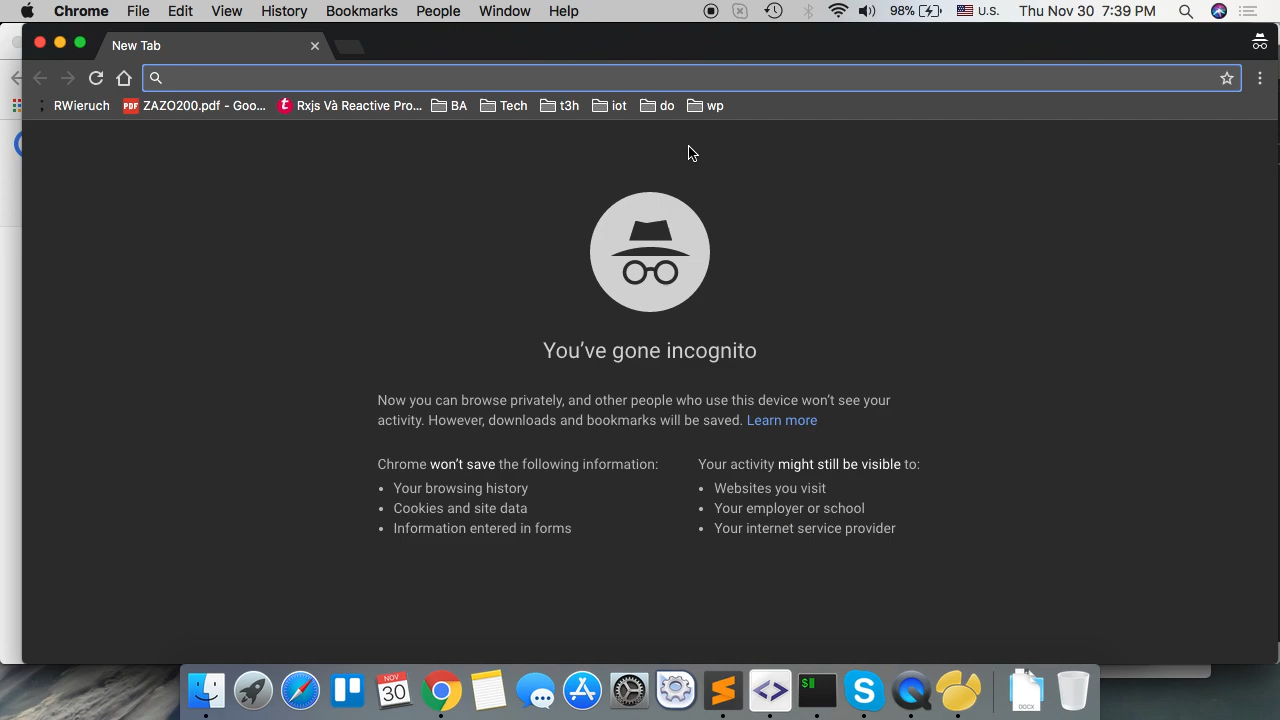 Chrome File Edit View History Bookmarks People Window Help 98% U.S. Thu Nov 30 7:39 PM
New Tab
RWieruch PDF ZAZO200.pdf - Goo... t Rxjs Và Reactive Pro... BA Tech t3h iot do wp
You've gone incognito
Now you can browse privately, and other people who use this device won't see your
activity. However, downloads and bookmarks will be saved. Learn more
Chrome won't save the following information:
• Your browsing history
• Cookies and site data
• Information entered in forms
Your activity might still be visible to:
• Websites you visit
• Your employer or school
• Your internet service provider
NOV
30
$
DOCX